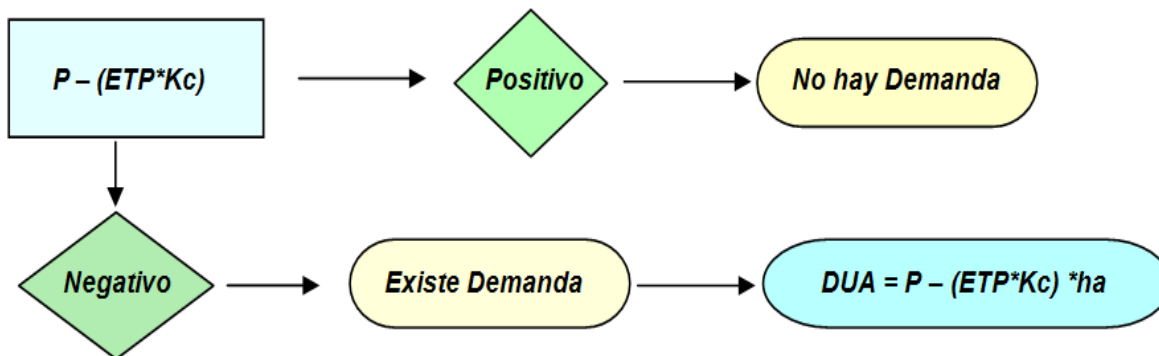 P – (ETP*Kc)
Positivo
No hay Demanda
Negativo
Existe Demanda
DUA = P – (ETP*Kc) *ha